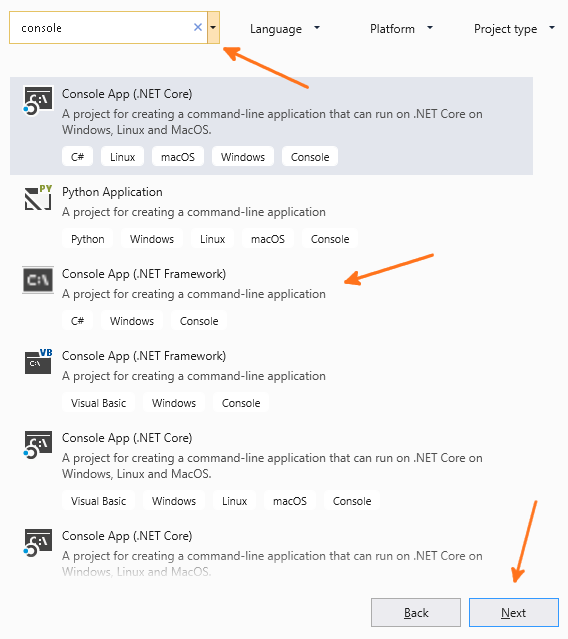 console
Language
Platform
Project type
Console App (.NET Core)
A project for creating a command-line application that can run on .NET Core on
Windows, Linux and MacOS.
C# Linux macOS Windows Console
PY
Python Application
A project for creating a command-line application
Python Windows Linux macOS Console
C:\
Console App (.NET Framework)
A project for creating a command-line application
C# Windows Console
VB
C:\
Console App (.NET Framework)
A project for creating a command-line application
Visual Basic Windows Console
C:\
Console App (.NET Core)
A project for creating a command-line application that can run on .NET Core on
Windows, Linux and MacOS.
Visual Basic Windows Linux macOS Console
C:\
Console App (.NET Core)
A project for creating a command-line application that can run on .NET Core on
Windows, Linux and MacOS.
Back
Next